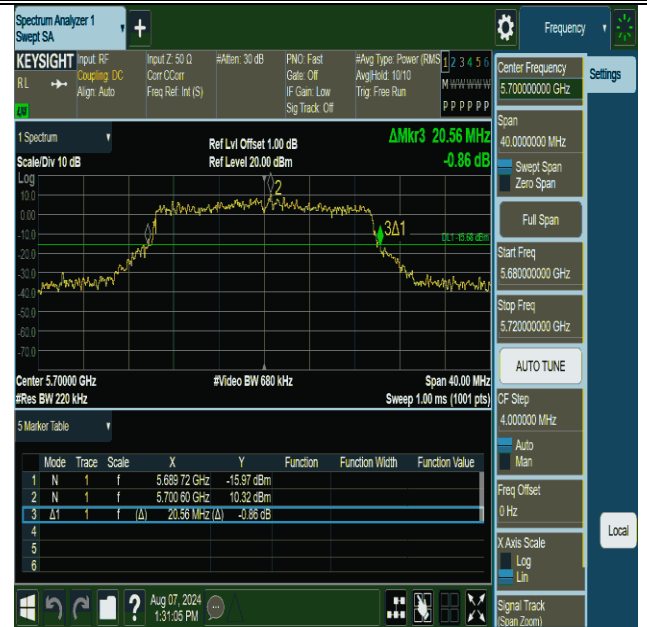 Spectrum Analyzer 1
Swept SA
+
Frequency
KEYSIGHT
RL
Input: RF
Coupling: DC
Align: Auto
Input Z: 50 Ω
Corr CCorr
Freq Ref: Int (S)
#Atten: 30 dB
PNO: Fast
Gate: Off
IF Gain: Low
Sig Track: Off
#Avg Type: Power (RMS
Avg|Hold: 10/10
Trig: Free Run
1 2 3 4 5 6
M W W W W W
P P P P P P
1 Spectrum
Scale/Div 10 dB
Ref Lvl Offset 1.00 dB
Ref Level 20.00 dBm
ΔMkr3 20.56 MHz
-0.86 dB
Log
10.0
0.00
-10.0
-20.0
-30.0
-40.0
-50.0
-60.0
-70.0
2
3Δ1
DL1 -15.68 dBm
Center 5.70000 GHz
#Res BW 220 kHz
#Video BW 680 kHz
Span 40.00 MHz
Sweep 1.00 ms (1001 pts)
5 Marker Table
Mode Trace Scale X Y Function Function Width Function Value
1 N 1 f 5.689 72 GHz -15.97 dBm
2 N 1 f 5.700 60 GHz 10.32 dBm
3 Δ1 1 f (Δ) 20.56 MHz (Δ) -0.86 dB
4
5
6
Aug 07, 2024
1:31:05 PM
Center Frequency
5.700000000 GHz
Settings
Span
40.0000000 MHz
Swept Span
Zero Span
Full Span
Start Freq
5.680000000 GHz
Stop Freq
5.720000000 GHz
AUTO TUNE
CF Step
4.000000 MHz
Auto
Man
Freq Offset
0 Hz
X Axis Scale
Log
Lin
Local
Signal Track
(Span Zoom)